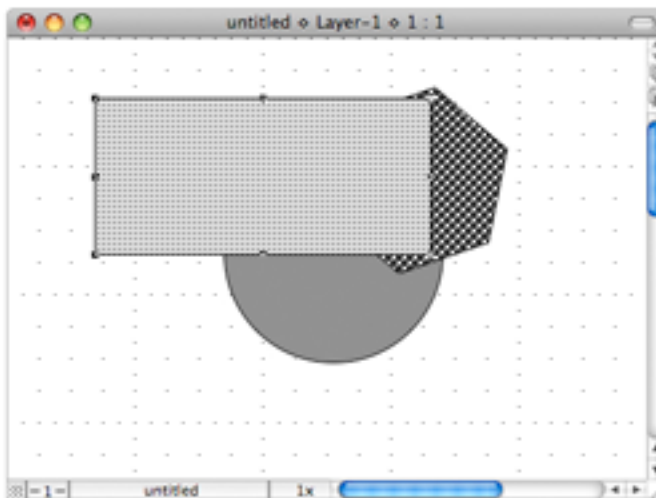 untitled ⋄ Layer-1 ⋄ 1 : 1
1 untitled 1x